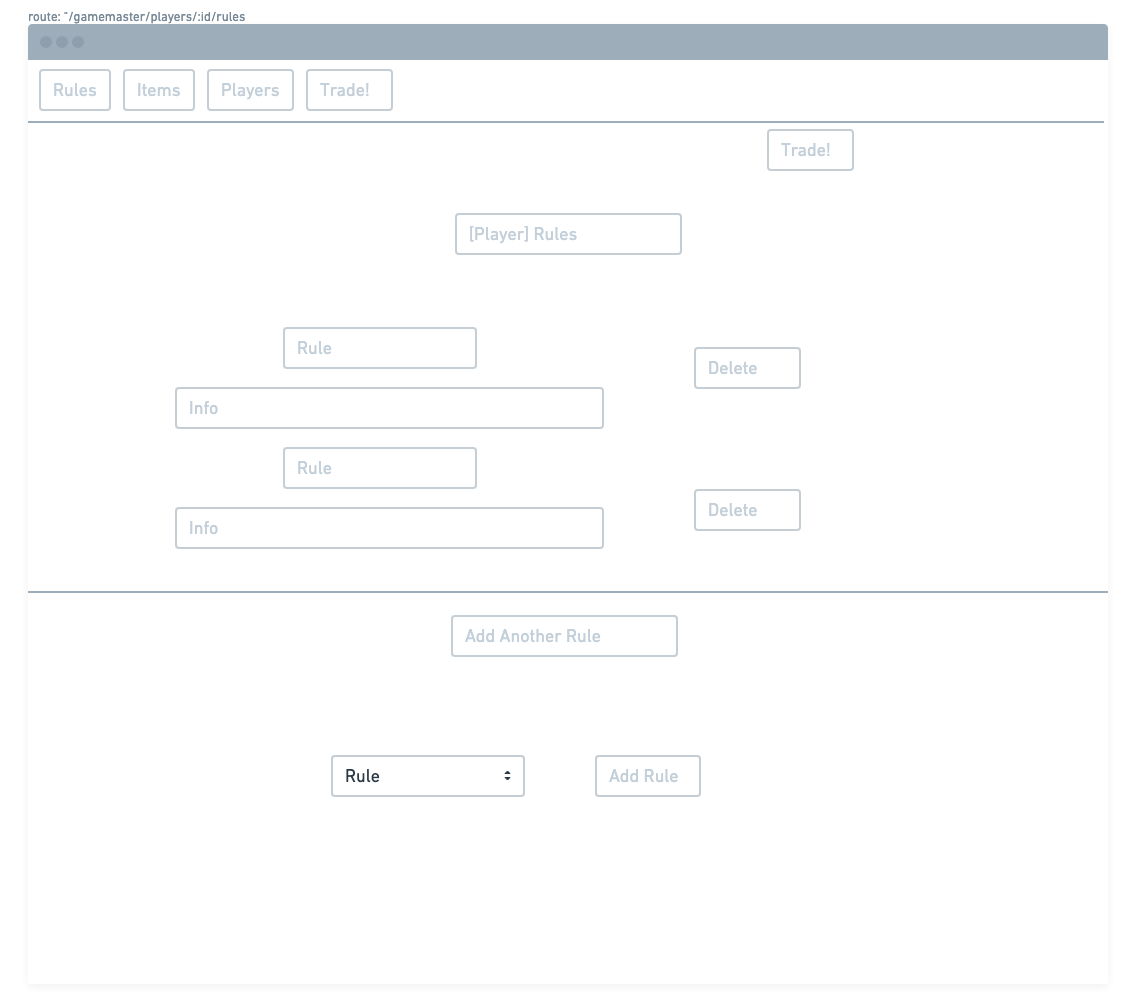 route: "/gamemaster/players/:id/rules
Rules Items Players Trade!
Trade!
[Player] Rules
Rule
Delete
Info
Rule
Delete
Info
Add Another Rule
Rule Add Rule